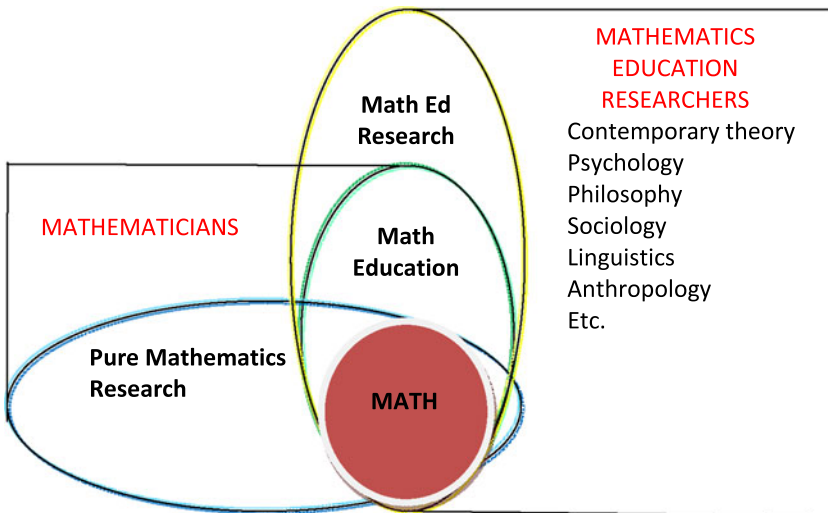 MATHEMATICS
EDUCATION
RESEARCHERS
Contemporary theory
Psychology
Philosophy
Sociology
Linguistics
Anthropology
Etc.
Math Ed
Research
MATHEMATICIANS
Math
Education
Pure Mathematics
Research
MATH